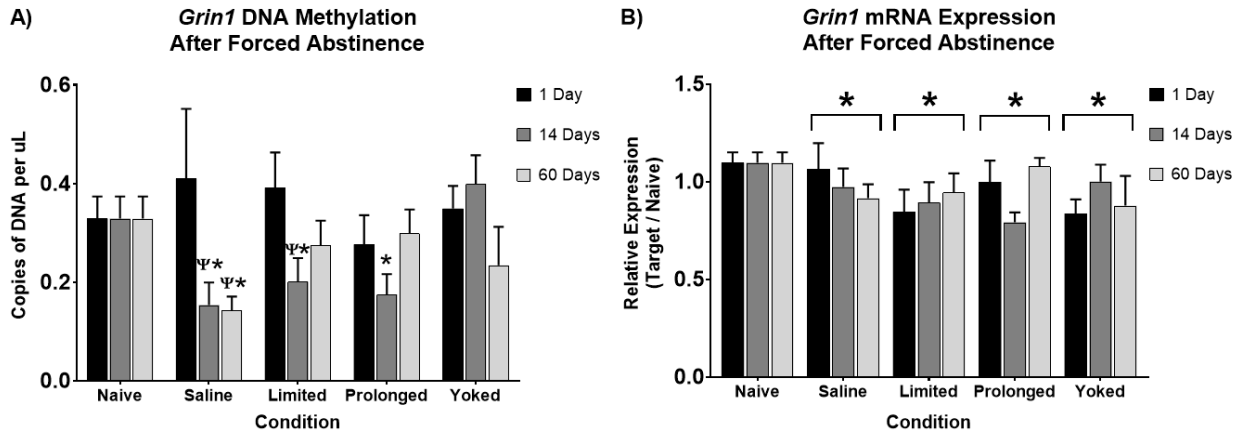 A)
Grin1 DNA Methylation
After Forced Abstinence
Copies of DNA per uL
0.6
0.4
0.2
0.0
Ψ*
Ψ*
Ψ*
*
1 Day
14 Days
60 Days
Naive Saline Limited Prolonged Yoked
Condition
B)
Grin1 mRNA Expression
After Forced Abstinence
Relative Expression
(Target / Naive)
1.5
1.0
0.5
0.0
* * * *
1 Day
14 Days
60 Days
Naive Saline Limited Prolonged Yoked
Condition